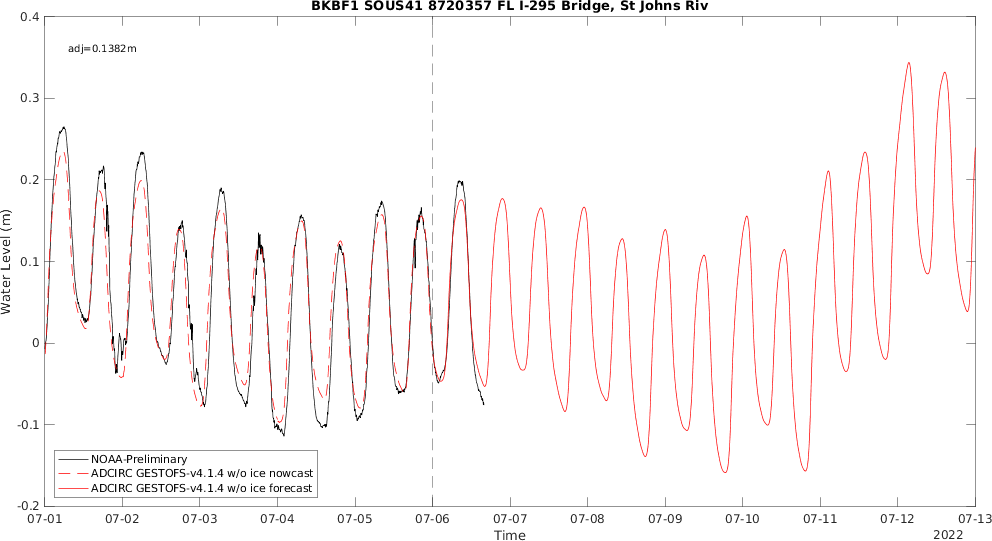 BKBF1 SOUS41 8720357 FL I-295 Bridge, St Johns Riv
adj=0.1382m
0.4
0.3
0.2
0.1
0
-0.1
-0.2
Water Level (m)
NOAA-Preliminary
ADCIRC GESTOFS-v4.1.4 w/o ice nowcast
ADCIRC GESTOFS-v4.1.4 w/o ice forecast
07-01 07-02 07-03 07-04 07-05 07-06 07-07 07-08 07-09 07-10 07-11 07-12 07-13
Time
2022